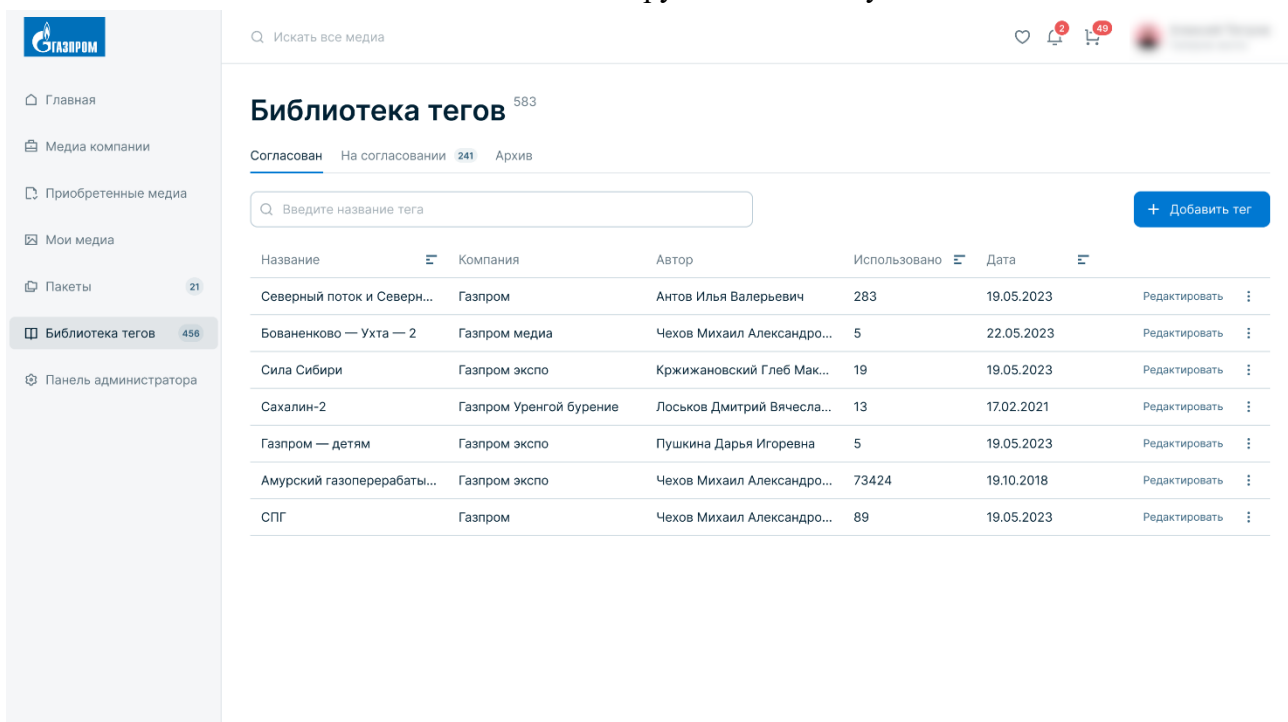 ГАЗПРОМ
Искать все медиа
2
49
Главная
Медиа компании
Приобретенные медиа
Мои медиа
Пакеты 21
Библиотека тегов 456
Панель администратора
Библиотека тегов 583
Согласован На согласовании 241 Архив
Введите название тега
+ Добавить тег
Название Компания Автор Использовано Дата
Северный поток и Северн... Газпром Антов Илья Валерьевич 283 19.05.2023 Редактировать
Бованенково — Ухта — 2 Газпром медиа Чехов Михаил Александро... 5 22.05.2023 Редактировать
Сила Сибири Газпром экспо Кржижановский Глеб Мак... 19 19.05.2023 Редактировать
Сахалин-2 Газпром Уренгой бурение Лоськов Дмитрий Вячесла... 13 17.02.2021 Редактировать
Газпром — детям Газпром экспо Пушкина Дарья Игоревна 5 19.05.2023 Редактировать
Амурский газоперерабаты... Газпром экспо Чехов Михаил Александро... 73424 19.10.2018 Редактировать
СПГ Газпром Чехов Михаил Александро... 89 19.05.2023 Редактировать